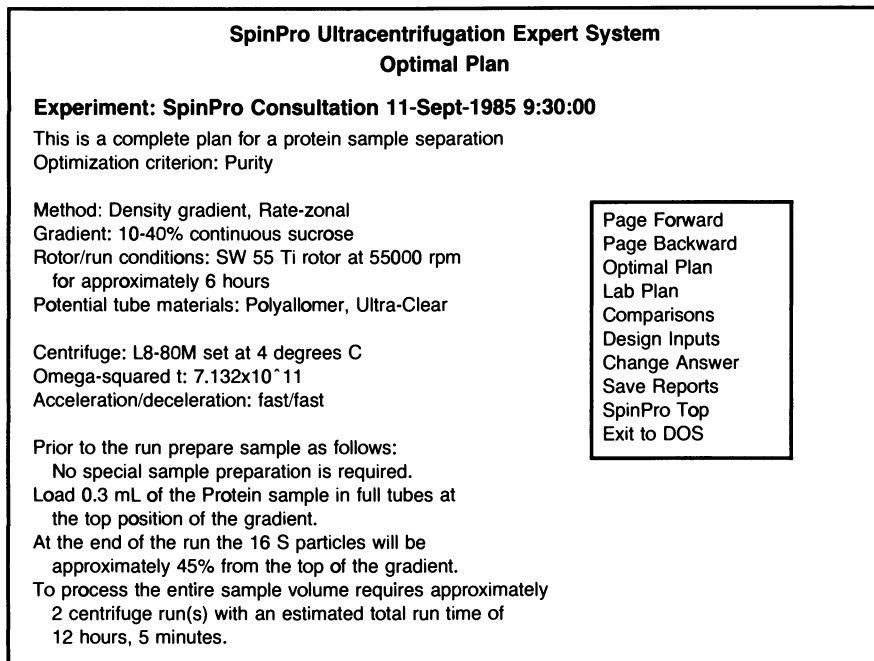 SpinPro Ultracentrifugation Expert System
Optimal Plan
Experiment: SpinPro Consultation 11-Sept-1985 9:30:00
This is a complete plan for a protein sample separation
Optimization criterion: Purity
Method: Density gradient, Rate-zonal
Gradient: 10-40% continuous sucrose
Rotor/run conditions: SW 55 Ti rotor at 55000 rpm
for approximately 6 hours
Potential tube materials: Polyallomer, Ultra-Clear
Centrifuge: L8-80M set at 4 degrees C
Omega-squared t: 7.132x10^11
Acceleration/deceleration: fast/fast
Prior to the run prepare sample as follows:
No special sample preparation is required.
Load 0.3 mL of the Protein sample in full tubes at
the top position of the gradient.
At the end of the run the 16 S particles will be
approximately 45% from the top of the gradient.
To process the entire sample volume requires approximately
2 centrifuge run(s) with an estimated total run time of
12 hours, 5 minutes.
Page Forward
Page Backward
Optimal Plan
Lab Plan
Comparisons
Design Inputs
Change Answer
Save Reports
SpinPro Top
Exit to DOS